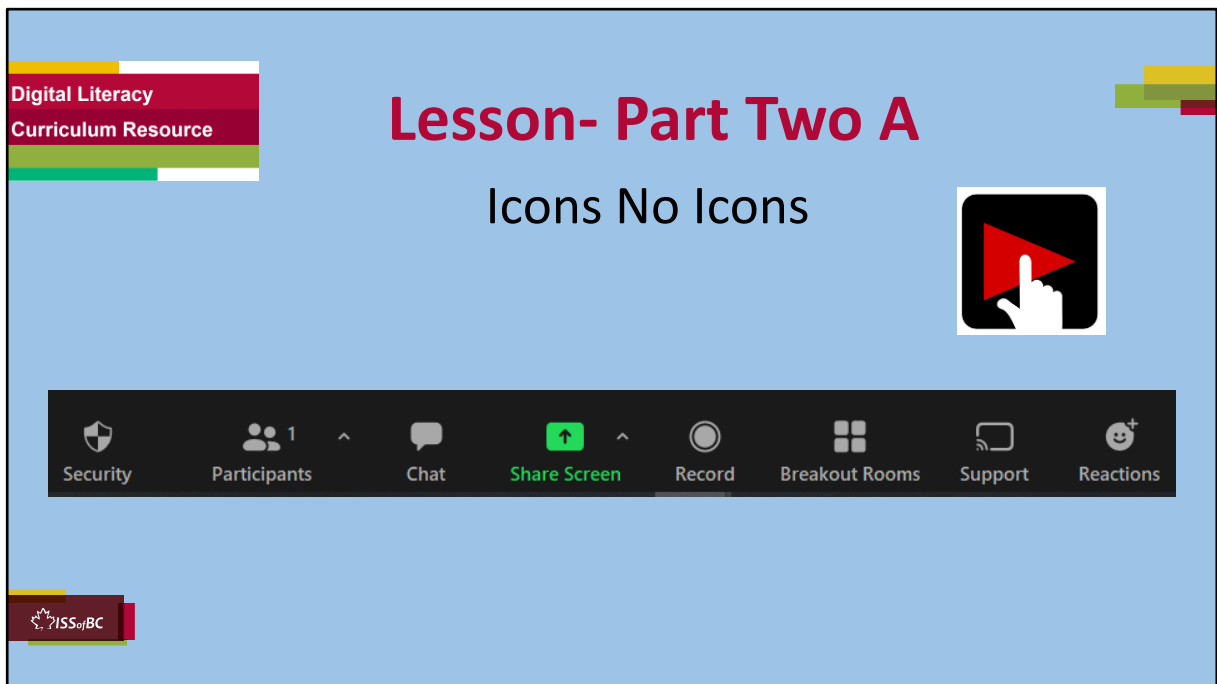 Digital Literacy
Curriculum Resource
Lesson- Part Two A
Icons No Icons
1
Security Participants Chat Share Screen Record Breakout Rooms Support Reactions
ISSofBC